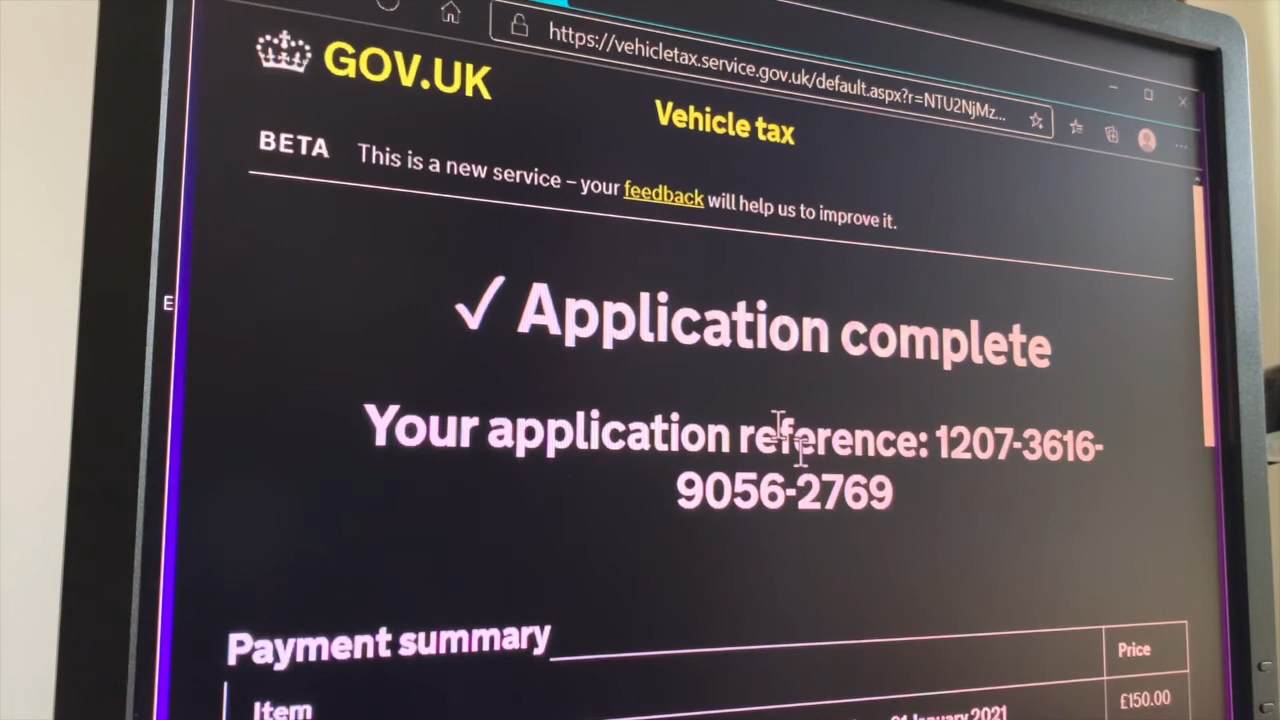 https://vehicletax.service.gov.uk/default.aspx?r=NTU2NjMz...
GOV.UK
Vehicle tax
BETA This is a new service – your feedback will help us to improve it.
✓ Application complete
Your application reference: 1207-3616-
9056-2769
Payment summary
Price
Item
January 2021
£150.00